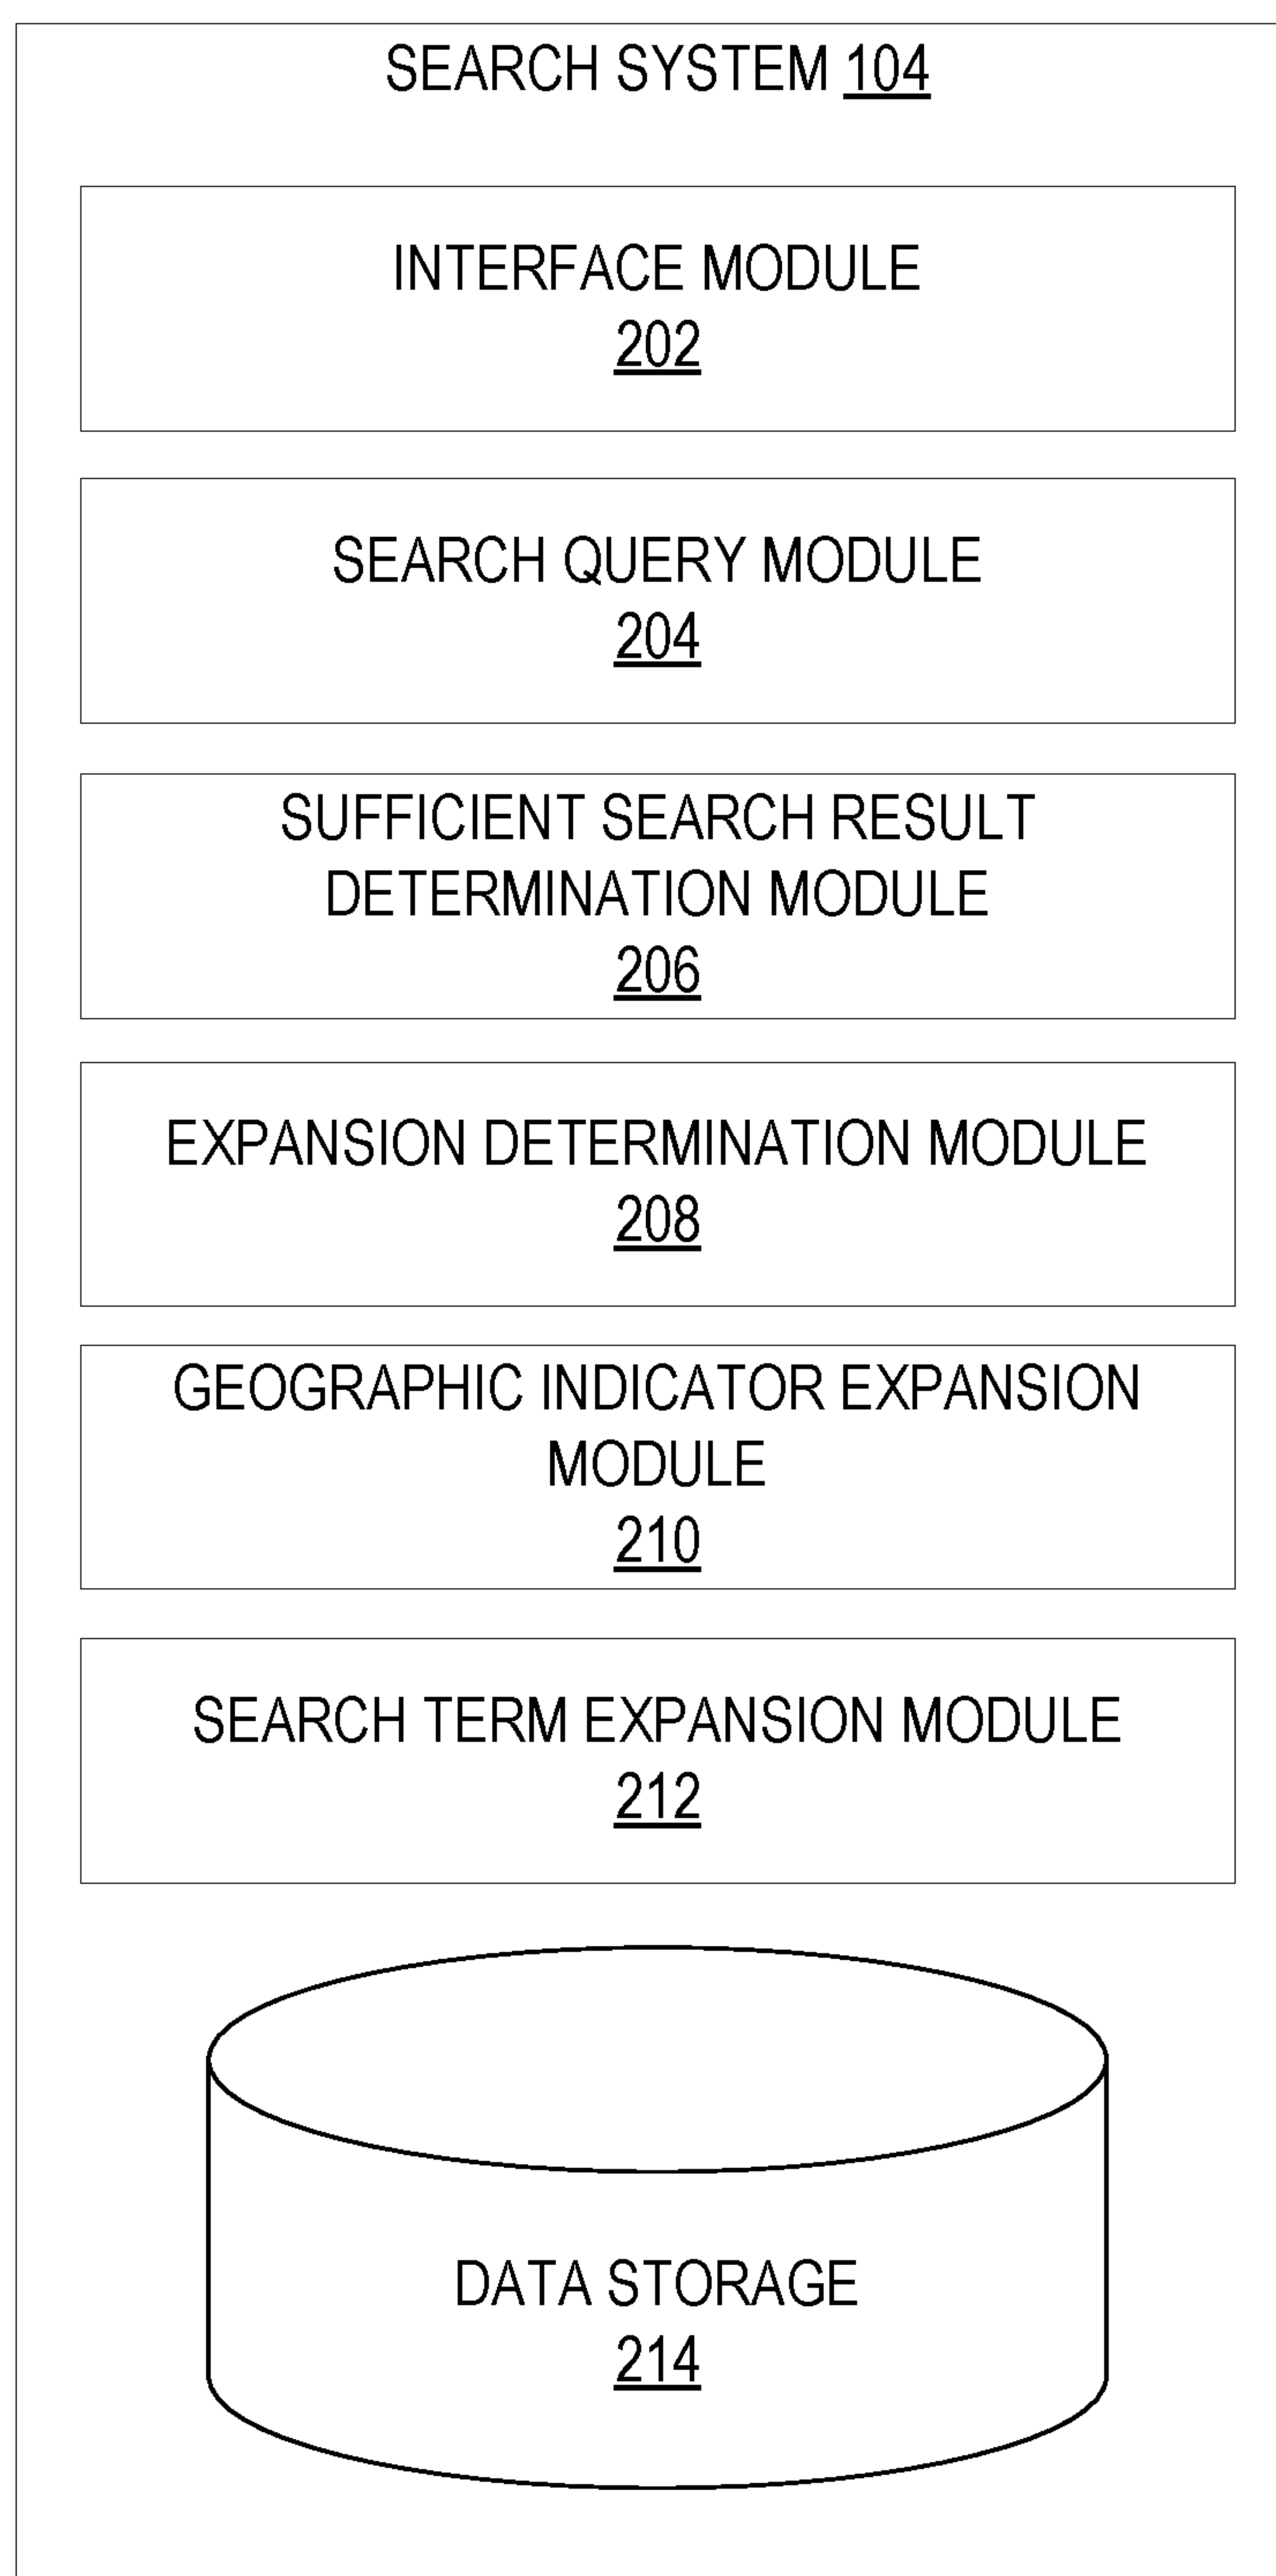 SEARCH SYSTEM 104
INTERFACE MODULE
202
SEARCH QUERY MODULE
204
SUFFICIENT SEARCH RESULT
DETERMINATION MODULE
206
EXPANSION DETERMINATION MODULE
208
GEOGRAPHIC INDICATOR EXPANSION
MODULE
210
SEARCH TERM EXPANSION MODULE
212
DATA STORAGE
214